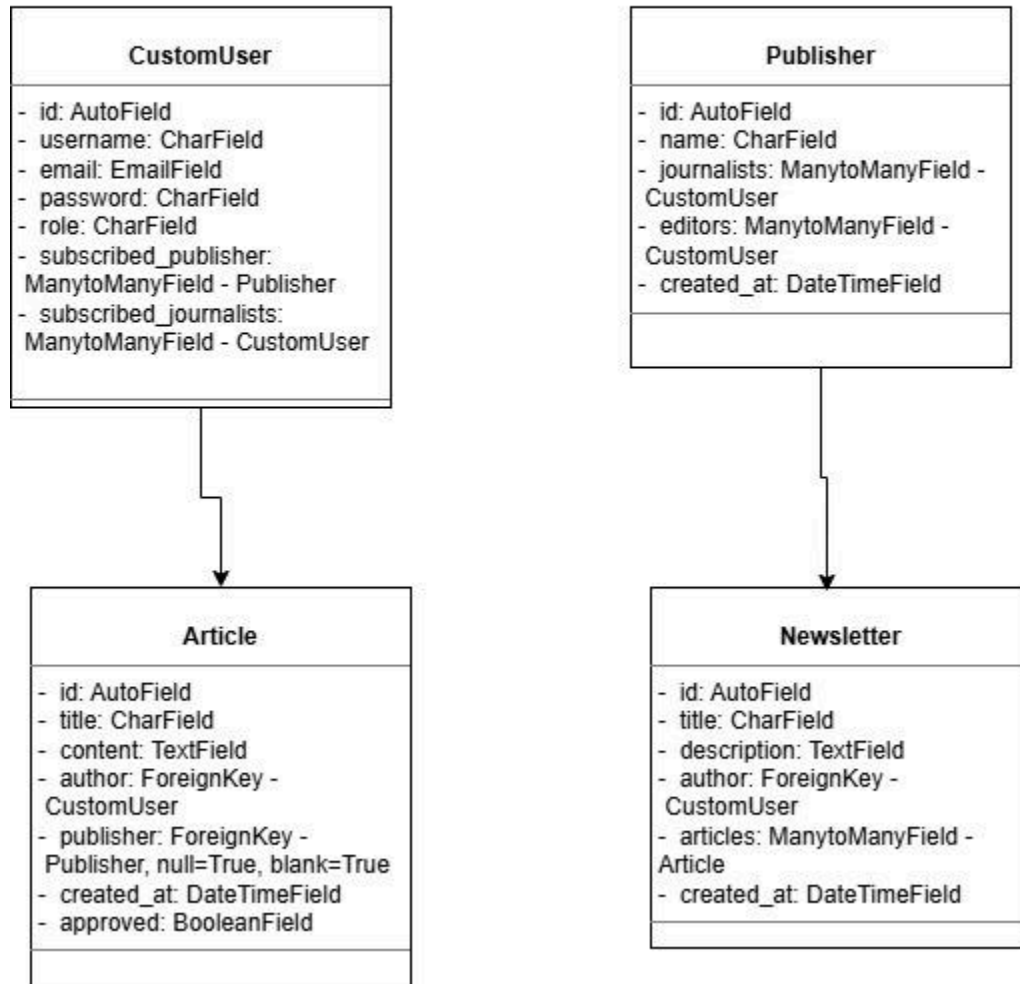 CustomUser
- id: AutoField
- username: CharField
- email: EmailField
- password: CharField
- role: CharField
- subscribed_publisher:
ManytoManyField - Publisher
- subscribed_journalists:
ManytoManyField - CustomUser
Publisher
- id: AutoField
- name: CharField
- journalists: ManytoManyField -
CustomUser
- editors: ManytoManyField -
CustomUser
- created_at: DateTimeField
Article
- id: AutoField
- title: CharField
- content: TextField
- author: ForeignKey -
CustomUser
- publisher: ForeignKey -
Publisher, null=True, blank=True
- created_at: DateTimeField
- approved: BooleanField
Newsletter
- id: AutoField
- title: CharField
- description: TextField
- author: ForeignKey -
CustomUser
- articles: ManytoManyField -
Article
- created_at: DateTimeField